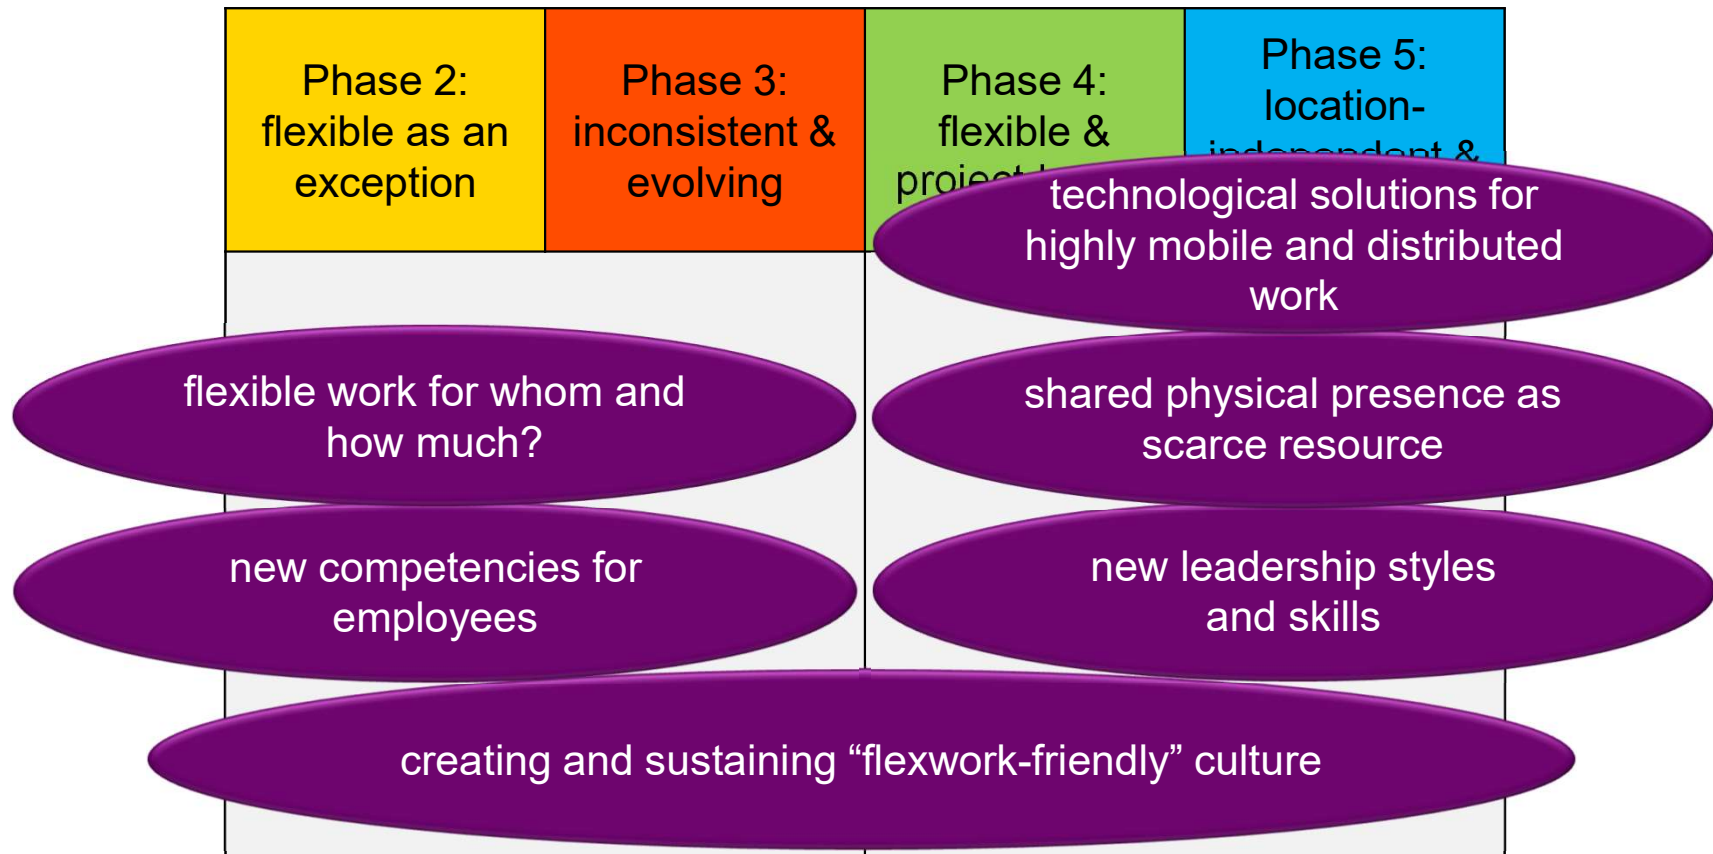 Phase 2:
flexible as an
exception
Phase 3:
inconsistent &
evolving
Phase 4:
flexible &
project
Phase 5:
location-
independent &
technological solutions for
highly mobile and distributed
work
flexible work for whom and
how much?
shared physical presence as
scarce resource
new competencies for
employees
new leadership styles
and skills
creating and sustaining “flexwork-friendly” culture